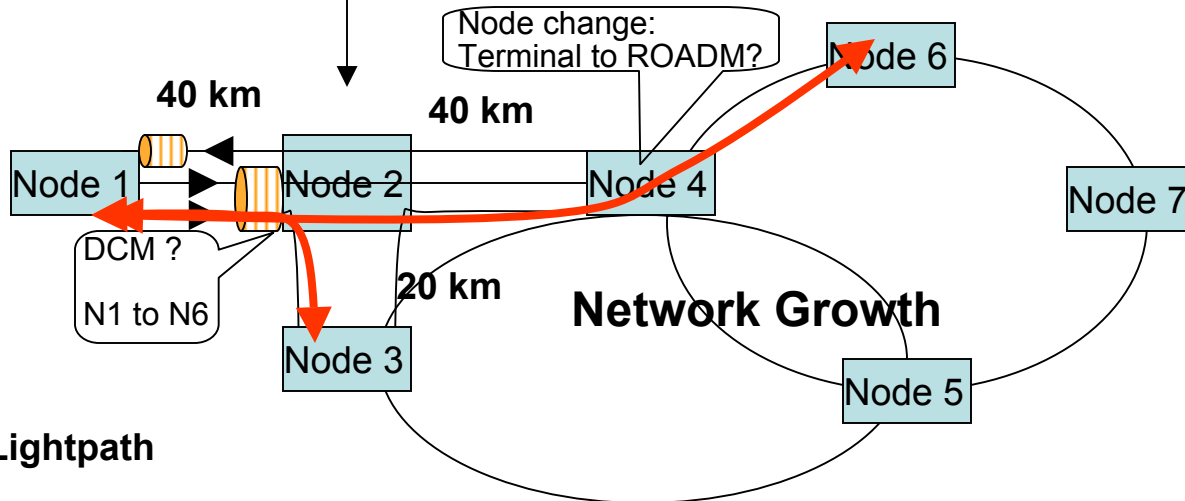 Node change:
Terminal to ROADM?
Node 6
40 km
40 km
Node 1
Node 2
Node 4
Node 7
DCM ?
N1 to N6
20 km
Network Growth
Node 3
Node 5
Lightpath